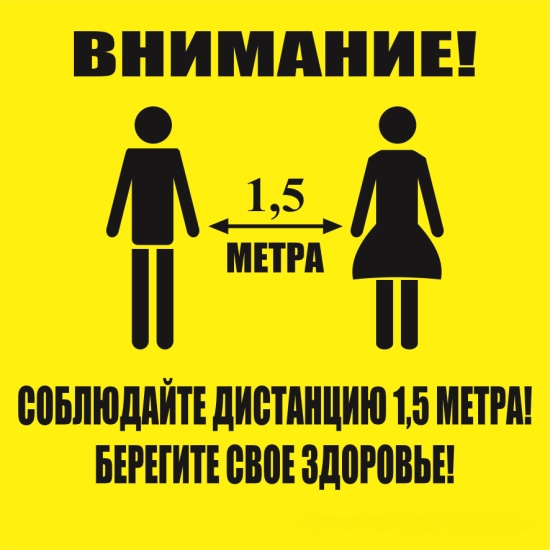 ВНИМАНИЕ!
1,5
МЕТРА
СОБЛЮДАЙТЕ ДИСТАНЦИЮ 1,5 МЕТРА!
БЕРЕГИТЕ СВОЕ ЗДОРОВЬЕ!